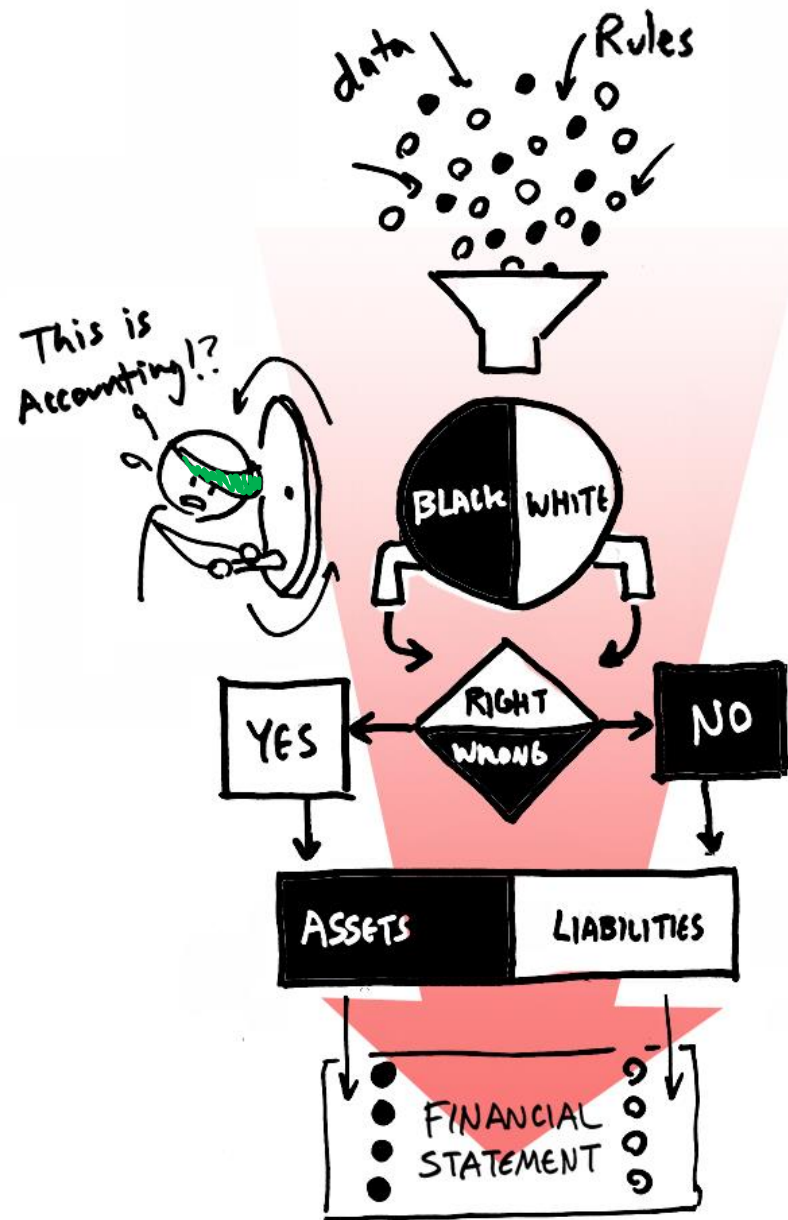 data
Rules
This is
Accounting!?
BLACK
WHITE
RIGHT
WRONG
YES
NO
ASSETS
LIABILITIES
FINANCIAL
STATEMENT